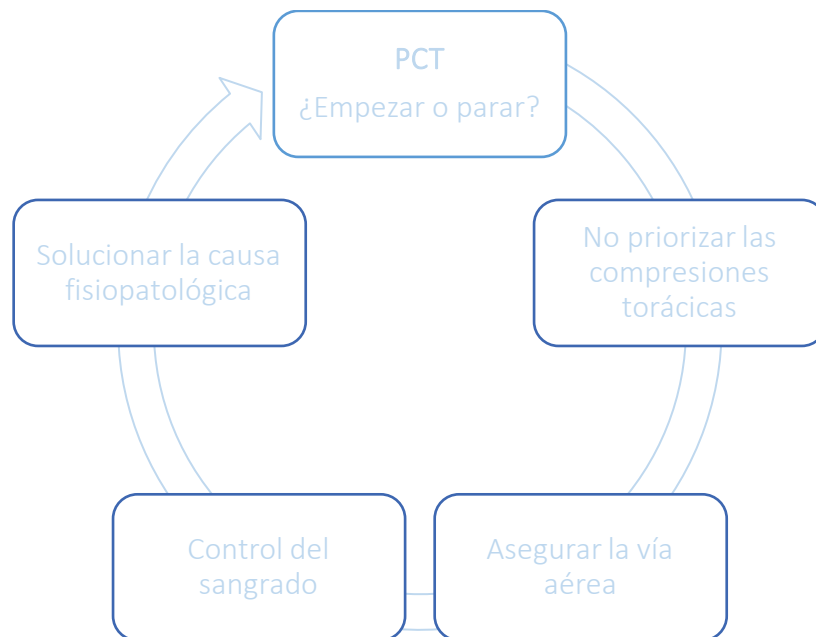 PCT
¿Empezar o parar?
No priorizar las
compresiones
torácicas
Asegurar la vía
aérea
Control del
sangrado
Solucionar la causa
fisiopatológica